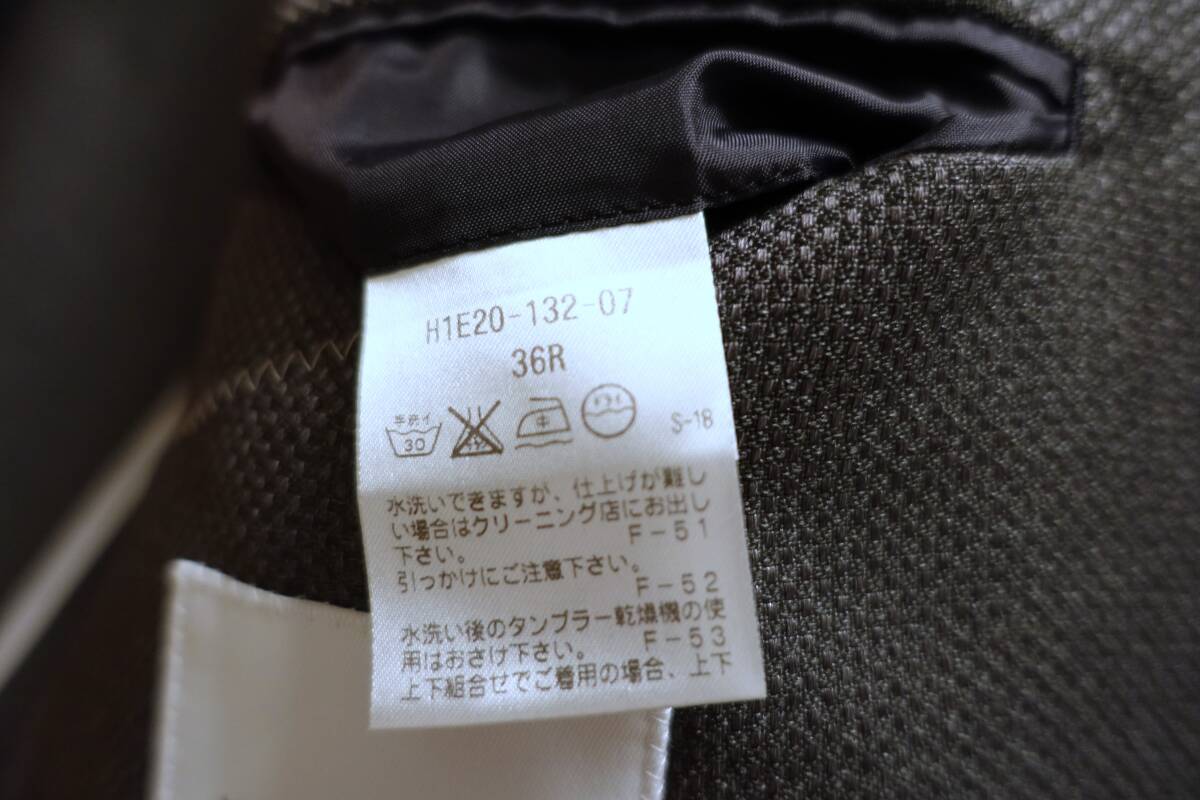 H1E20-132-07
36R
手洗イ
30
中
ドライ
S-18
水洗いできますが、仕上げが難し
い場合はクリーニング店にお出し
下さい。 F-51
引っかけにご注意下さい。
F-52
水洗い後のタンブラー乾燥機の使
用はおさけ下さい。 F-53
上下組合せでご着用の場合、上下